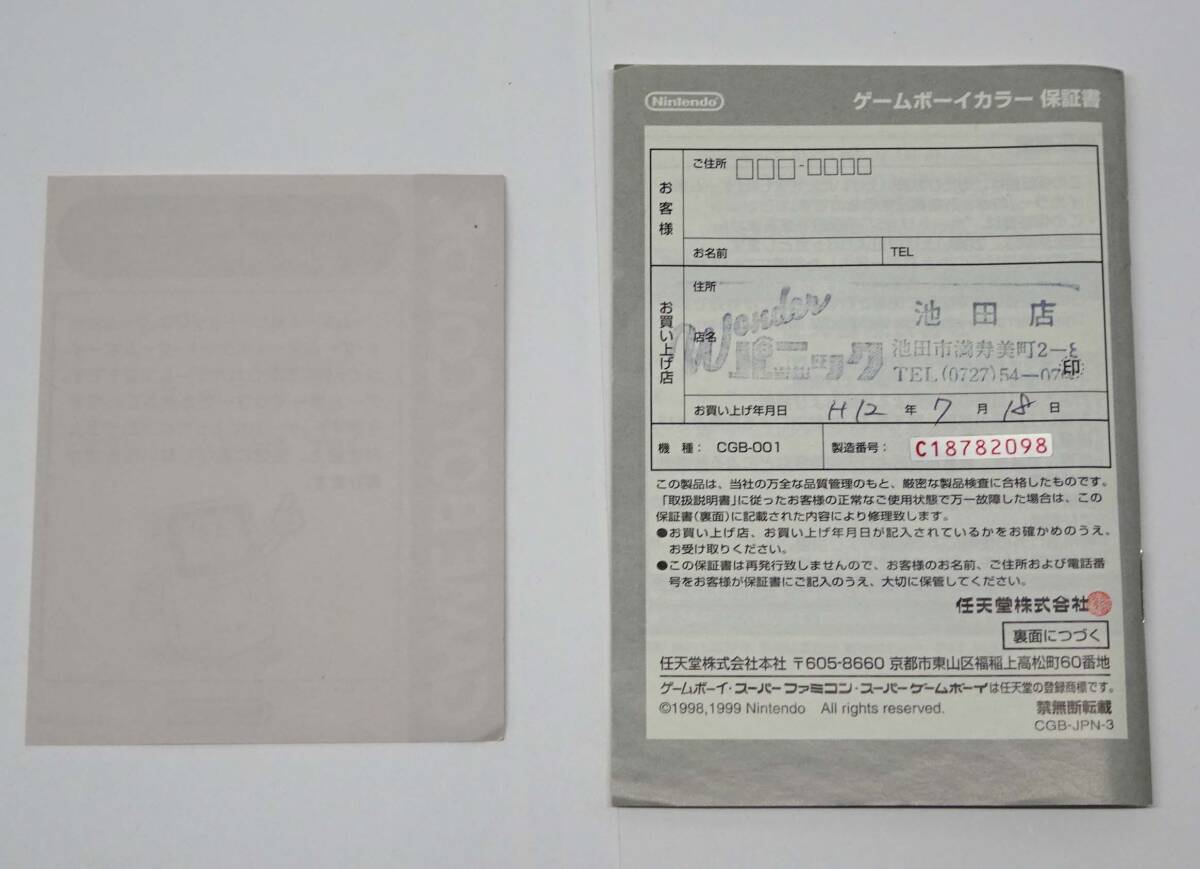 Nintendo
ゲームボーイカラー 保証書
お客様
ご住所 □□□-□□□□
お名前
TEL
お買い上げ店
住所
店名
Wonder
池田店
池田市満寿美町2-
TEL(0727)54-07
印
お買い上げ年月日 H12 年 7 月 18 日
機 種: CGB-001
製造番号: C18782098
この製品は、当社の万全な品質管理のもと、厳密な製品検査に合格したものです。
「取扱説明書」に従ったお客様の正常なご使用状態で万一故障した場合は、この
保証書(裏面)に記載された内容により修理致します。
●お買い上げ店、お買い上げ年月日が記入されているかをお確かめのうえ、
お受け取りください。
●この保証書は再発行致しませんので、お客様のお名前、ご住所および電話番
号をお客様が保証書にご記入のうえ、大切に保管してください。
任天堂株式会社
裏面につづく
任天堂株式会社本社 〒605-8660 京都市東山区福稲上高松町60番地
ゲームボーイ・スーパーファミコン・スーパーゲームボーイは任天堂の登録商標です。
©1998,1999 Nintendo All rights reserved.
禁無断転載
CGB-JPN-3